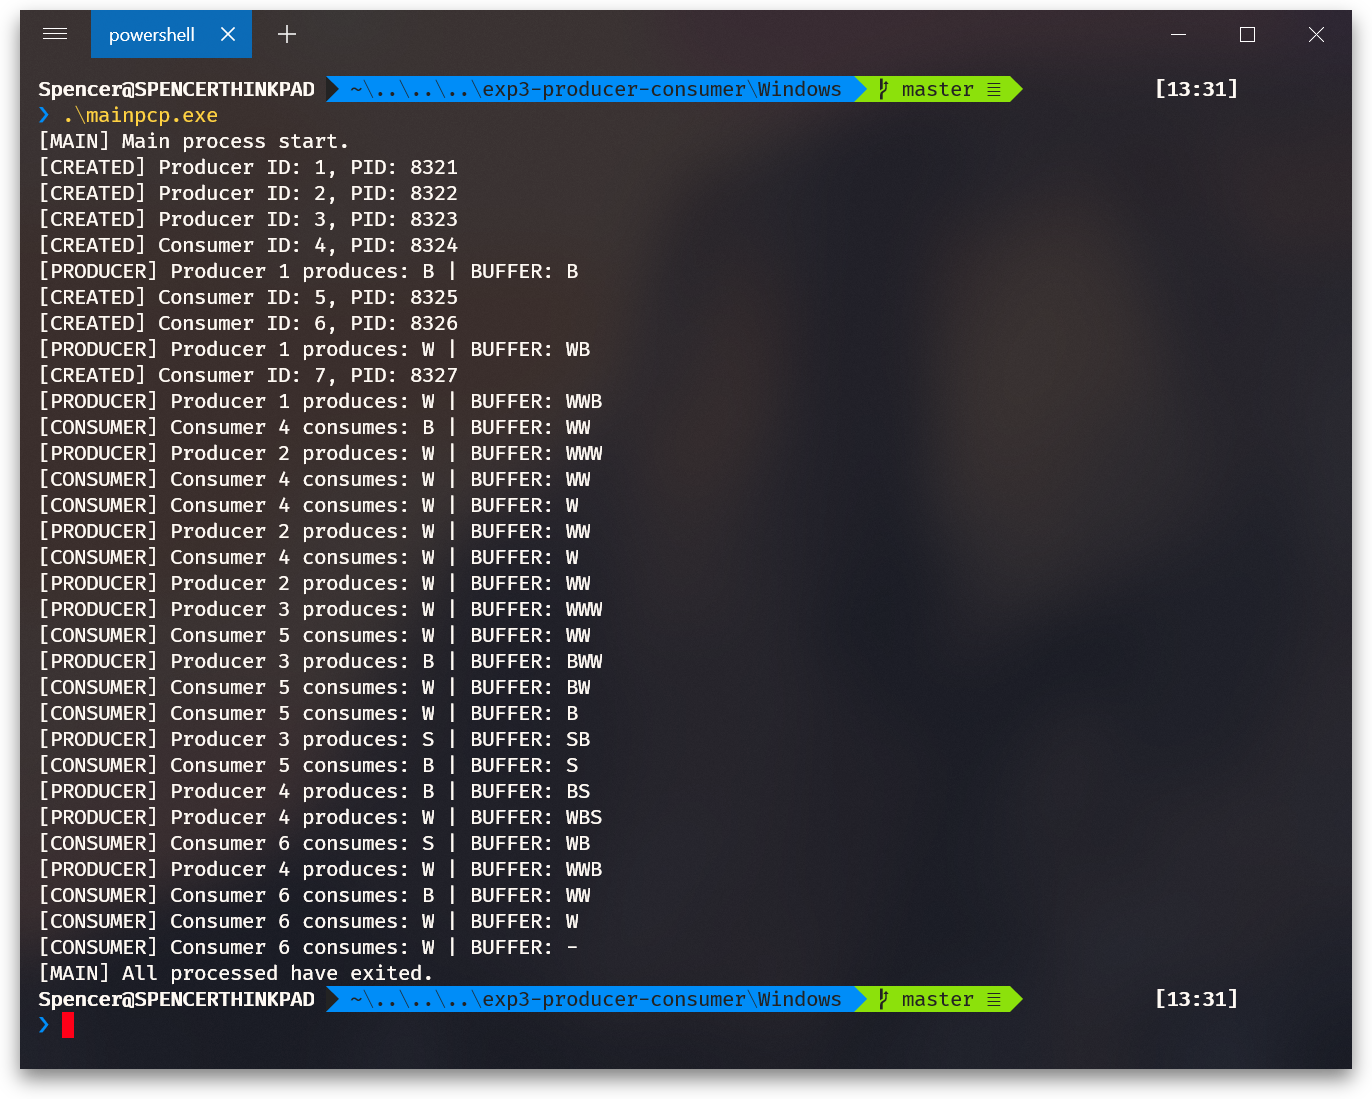 powershell
Spencer@SPENCERTHINKPAD ~\..\..\..\exp3-producer-consumer\Windows master ≡ [13:31]
❯ .\mainpcp.exe
[MAIN] Main process start.
[CREATED] Producer ID: 1, PID: 8321
[CREATED] Producer ID: 2, PID: 8322
[CREATED] Producer ID: 3, PID: 8323
[CREATED] Consumer ID: 4, PID: 8324
[PRODUCER] Producer 1 produces: B | BUFFER: B
[CREATED] Consumer ID: 5, PID: 8325
[CREATED] Consumer ID: 6, PID: 8326
[PRODUCER] Producer 1 produces: W | BUFFER: WB
[CREATED] Consumer ID: 7, PID: 8327
[PRODUCER] Producer 1 produces: W | BUFFER: WWB
[CONSUMER] Consumer 4 consumes: B | BUFFER: WW
[PRODUCER] Producer 2 produces: W | BUFFER: WWW
[CONSUMER] Consumer 4 consumes: W | BUFFER: WW
[CONSUMER] Consumer 4 consumes: W | BUFFER: W
[PRODUCER] Producer 2 produces: W | BUFFER: WW
[CONSUMER] Consumer 4 consumes: W | BUFFER: W
[PRODUCER] Producer 2 produces: W | BUFFER: WW
[PRODUCER] Producer 3 produces: W | BUFFER: WWW
[CONSUMER] Consumer 5 consumes: W | BUFFER: WW
[PRODUCER] Producer 3 produces: B | BUFFER: BWW
[CONSUMER] Consumer 5 consumes: W | BUFFER: BW
[CONSUMER] Consumer 5 consumes: W | BUFFER: B
[PRODUCER] Producer 3 produces: S | BUFFER: SB
[CONSUMER] Consumer 5 consumes: B | BUFFER: S
[PRODUCER] Producer 4 produces: B | BUFFER: BS
[PRODUCER] Producer 4 produces: W | BUFFER: WBS
[CONSUMER] Consumer 6 consumes: S | BUFFER: WB
[PRODUCER] Producer 4 produces: W | BUFFER: WWB
[CONSUMER] Consumer 6 consumes: B | BUFFER: WW
[CONSUMER] Consumer 6 consumes: W | BUFFER: W
[CONSUMER] Consumer 6 consumes: W | BUFFER: -
[MAIN] All processed have exited.
Spencer@SPENCERTHINKPAD ~\..\..\..\exp3-producer-consumer\Windows master ≡ [13:31]
❯